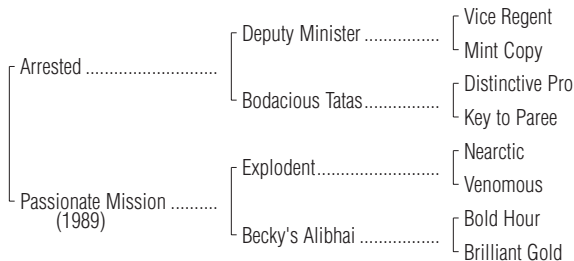 Vice Regent
Deputy Minister ................
Mint Copy
Arrested ............................
Distinctive Pro
Bodacious Tatas................
Key to Paree
Nearctic
Explodent..........................
Venomous
Passionate Mission ..........
(1989)
Bold Hour
Becky's Alibhai .................
Brilliant Gold